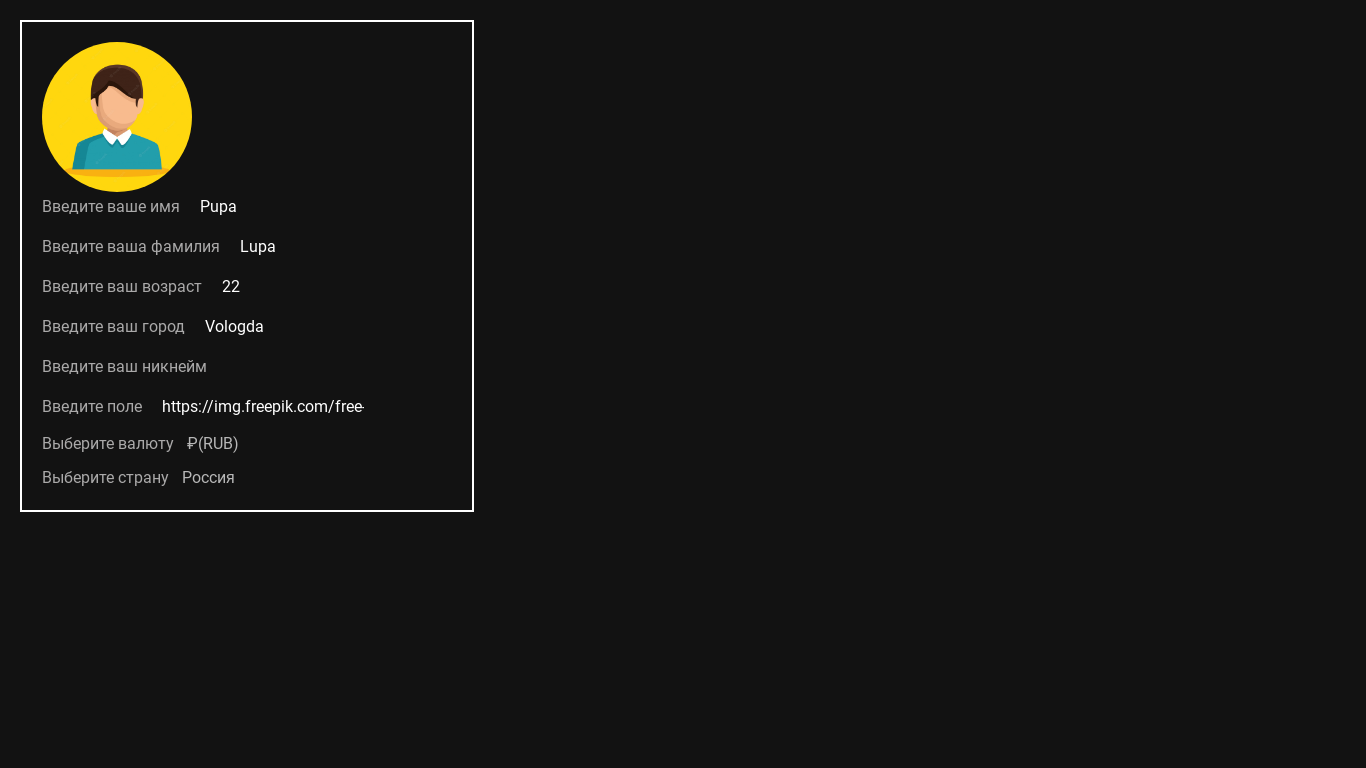 Введите ваше имя Pupa
Введите ваша фамилия Lupa
Введите ваш возраст 22
Введите ваш город Vologda
Введите ваш никнейм
Введите поле https://img.freepik.com/free-
Выберите валюту ₽(RUB)
Выберите страну Россия